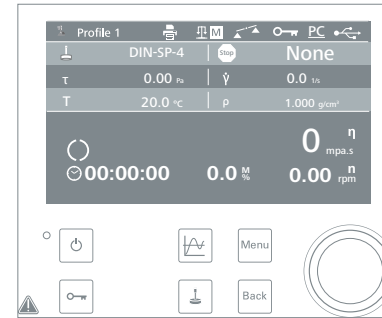 Profile 1 M PC
DIN-SP-4 Stop None
τ 0.00 Pa γ̇ 0.0 1/s
T 20.0 °C ρ 1.000 g/cm³
0 η
mpa.s
00:00:00 0.0 M % 0.00 n rpm
Menu
Back